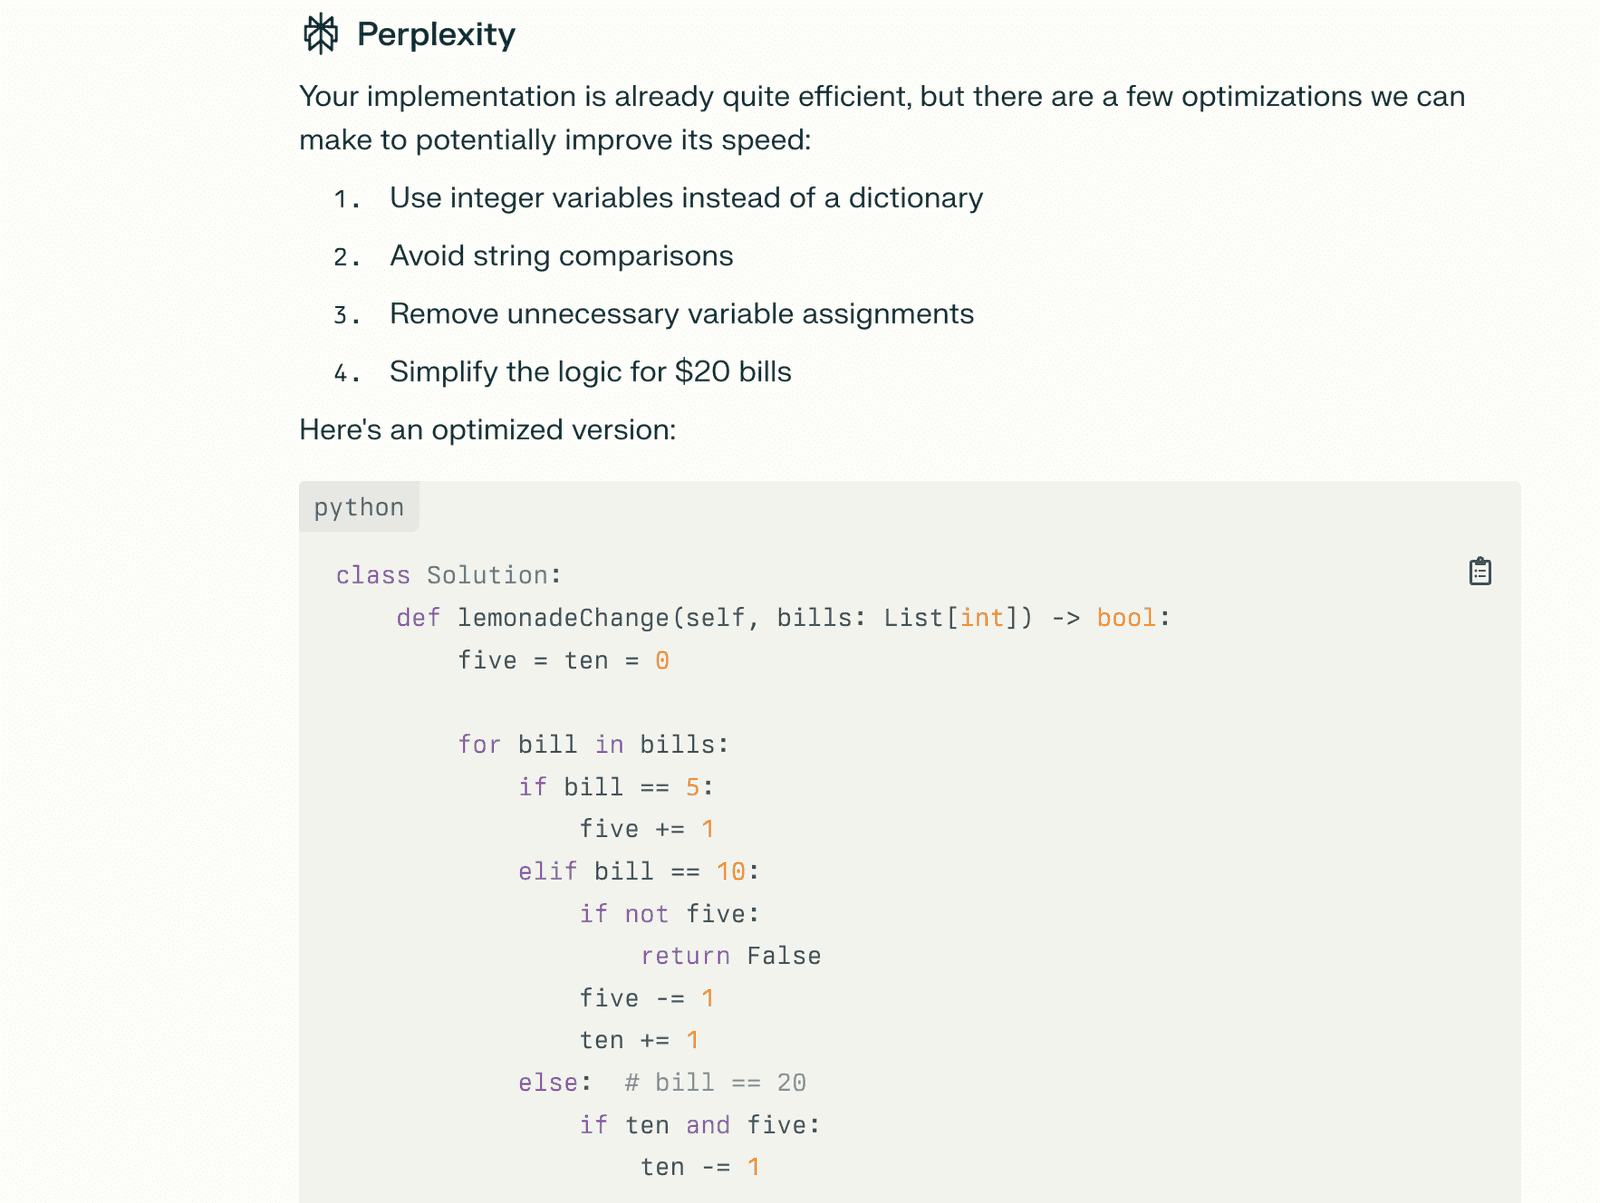 Perplexity
Your implementation is already quite efficient, but there are a few optimizations we can
make to potentially improve its speed:
1. Use integer variables instead of a dictionary
2. Avoid string comparisons
3. Remove unnecessary variable assignments
4. Simplify the logic for $20 bills
Here's an optimized version:
python
class Solution:
    def lemonadeChange(self, bills: List[int]) -> bool:
        five = ten = 0

        for bill in bills:
            if bill == 5:
                five += 1
            elif bill == 10:
                if not five:
                    return False
                five -= 1
                ten += 1
            else:  # bill == 20
                if ten and five:
                    ten -= 1